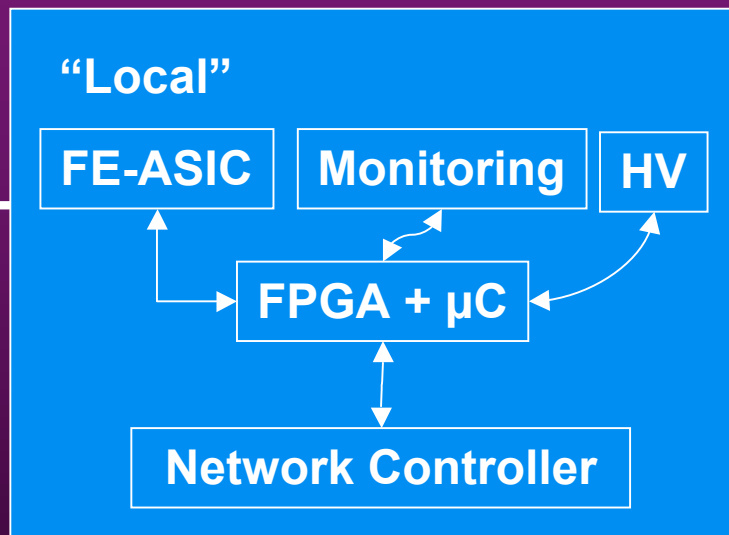 “Local”
FE-ASIC
Monitoring
HV
FPGA + µC
Network Controller